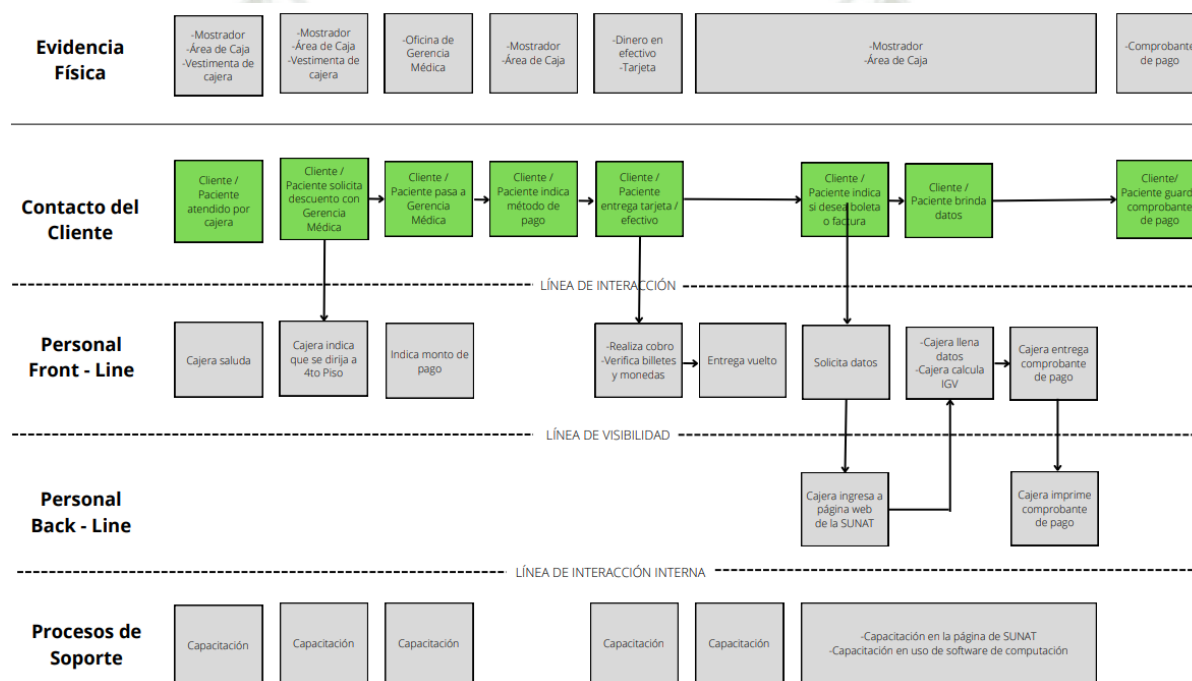 Evidencia
Física
-Mostrador
-Área de Caja
-Vestimenta de
cajera
-Mostrador
-Área de Caja
-Vestimenta de
cajera
-Oficina de
Gerencia
Médica
-Mostrador
-Área de Caja
-Dinero en
efectivo
-Tarjeta
-Mostrador
-Área de Caja
-Comprobante
de pago
Contacto del
Cliente
Cliente /
Paciente
atendido por
cajera
Cliente /
Paciente solicita
descuento con
Gerencia
Médica
Cliente /
Paciente pasa a
Gerencia
Médica
Cliente /
Paciente indica
método de
pago
Cliente /
Paciente
entrega tarjeta /
efectivo
Cliente /
Paciente indica
si desea boleta
o factura
Cliente /
Paciente brinda
datos
Cliente/
Paciente guard
comprobante
de pago
LÍNEA DE INTERACCIÓN
Personal
Front - Line
Cajera saluda
Cajera indica
que se dirija a
4to Piso
Indica monto de
pago
-Realiza cobro
-Verifica billetes
y monedas
Entrega vuelto
Solicita datos
-Cajera llena
datos
-Cajera calcula
IGV
Cajera entrega
comprobante
de pago
LÍNEA DE VISIBILIDAD
Personal
Back - Line
Cajera ingresa a
página web
de la SUNAT
Cajera imprime
comprobante
de pago
LÍNEA DE INTERACCIÓN INTERNA
Procesos de
Soporte
Capacitación
Capacitación
Capacitación
Capacitación
Capacitación
-Capacitación en la página de SUNAT
-Capacitación en uso de software de computación